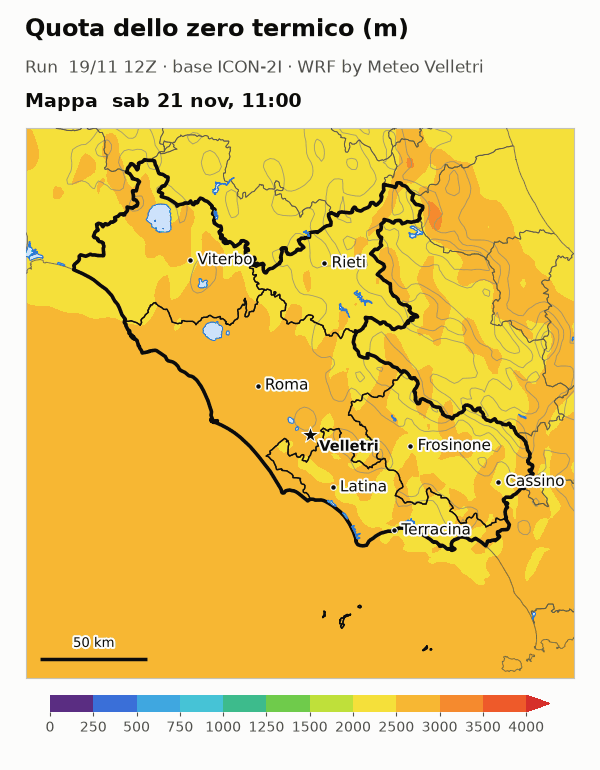 Quota dello zero termico (m)
Run 19/11 12Z · base ICON-2I · WRF by Meteo Velletri
Mappa sab 21 nov, 11:00
Viterbo
Rieti
Roma
Velletri
Frosinone
Cassino
Latina
Terracina
50 km
0 250 500 750 1000 1250 1500 2000 2500 3000 3500 4000